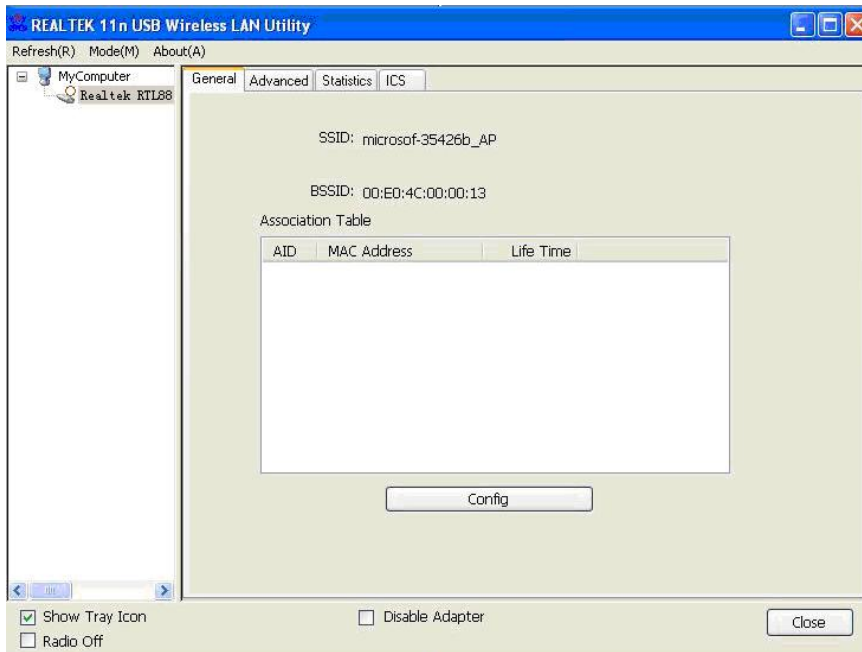 REALTEK 11n USB Wireless LAN Utility
Refresh(R) Mode(M) About(A)
MyComputer
Realtek RTL88
General Advanced Statistics ICS
SSID: microsof-35426b_AP
BSSID: 00:E0:4C:00:00:13
Association Table
AID MAC Address Life Time
Config
Show Tray Icon
Radio Off
Disable Adapter
Close